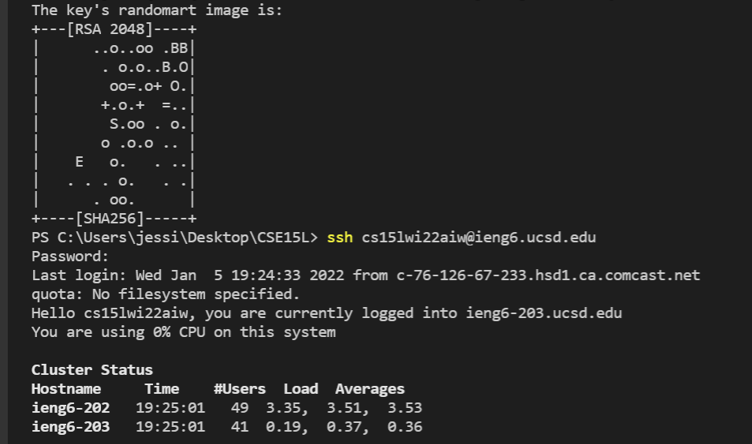 The key's randomart image is:
+---[RSA 2048]----+
|      ..o..oo .BB|
|       . o.o..B.O|
|        oo=.o+ O.|
|       +.o.+  =..|
|        S.oo . o.|
|       o .o.o .. |
|    E   o.   . ..|
|   . . . o.   . .|
|      . oo.      |
+----[SHA256]-----+
PS C:\Users\jessi\Desktop\CSE15L> ssh cs15lwi22aiw@ieng6.ucsd.edu
Password:
Last login: Wed Jan  5 19:24:33 2022 from c-76-126-67-233.hsd1.ca.comcast.net
quota: No filesystem specified.
Hello cs15lwi22aiw, you are currently logged into ieng6-203.ucsd.edu
You are using 0% CPU on this system
Cluster Status
Hostname     Time    #Users  Load  Averages
ieng6-202   19:25:01   49  3.35,  3.51,  3.53
ieng6-203   19:25:01   41  0.19,  0.37,  0.36